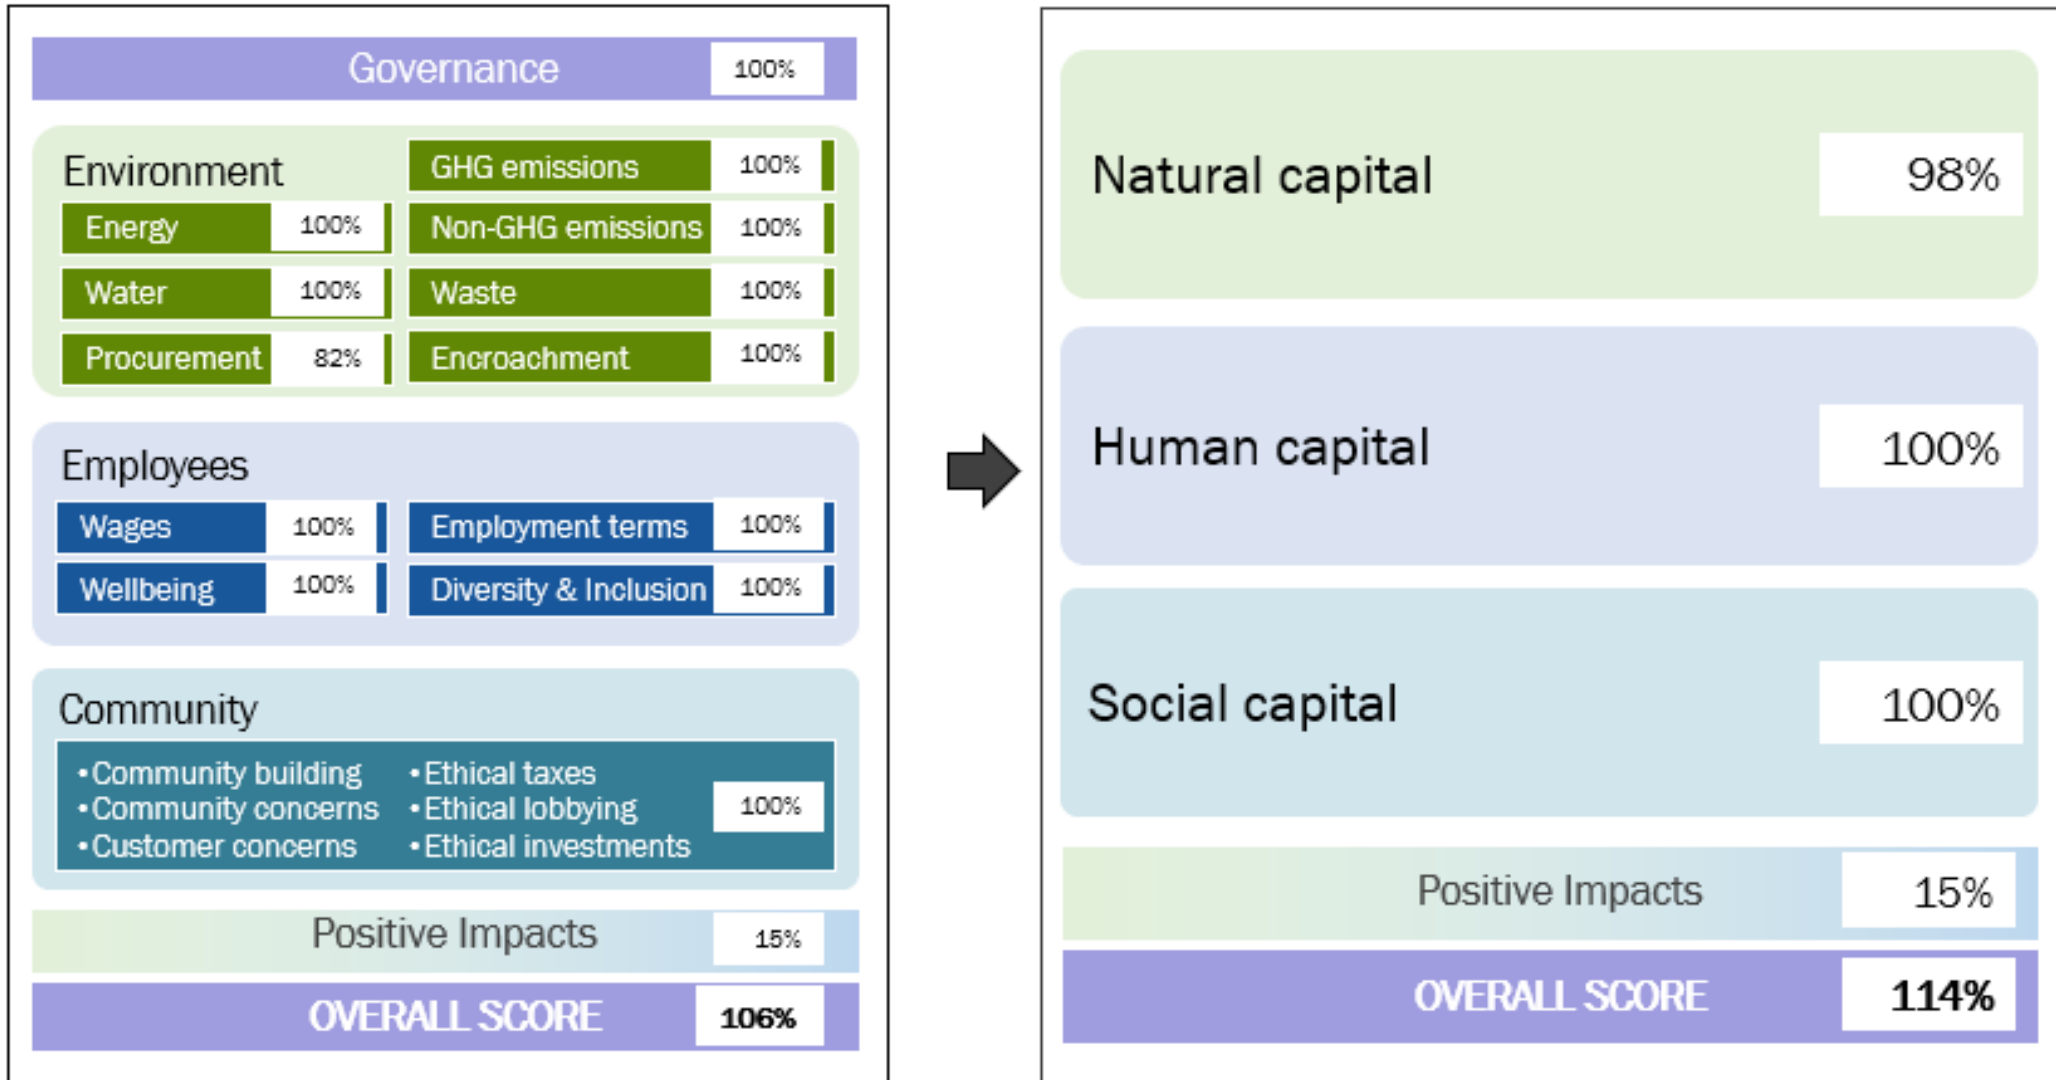 Governance 100%
Environment
GHG emissions 100%
Energy 100%
Non-GHG emissions 100%
Water 100%
Waste 100%
Procurement 82%
Encroachment 100%
Employees
Wages 100%
Employment terms 100%
Wellbeing 100%
Diversity & Inclusion 100%
Community
•Community building
•Community concerns
•Customer concerns
•Ethical taxes
•Ethical lobbying
•Ethical investments
100%
Positive Impacts 15%
OVERALL SCORE 106%
Natural capital 98%
Human capital 100%
Social capital 100%
Positive Impacts 15%
OVERALL SCORE 114%